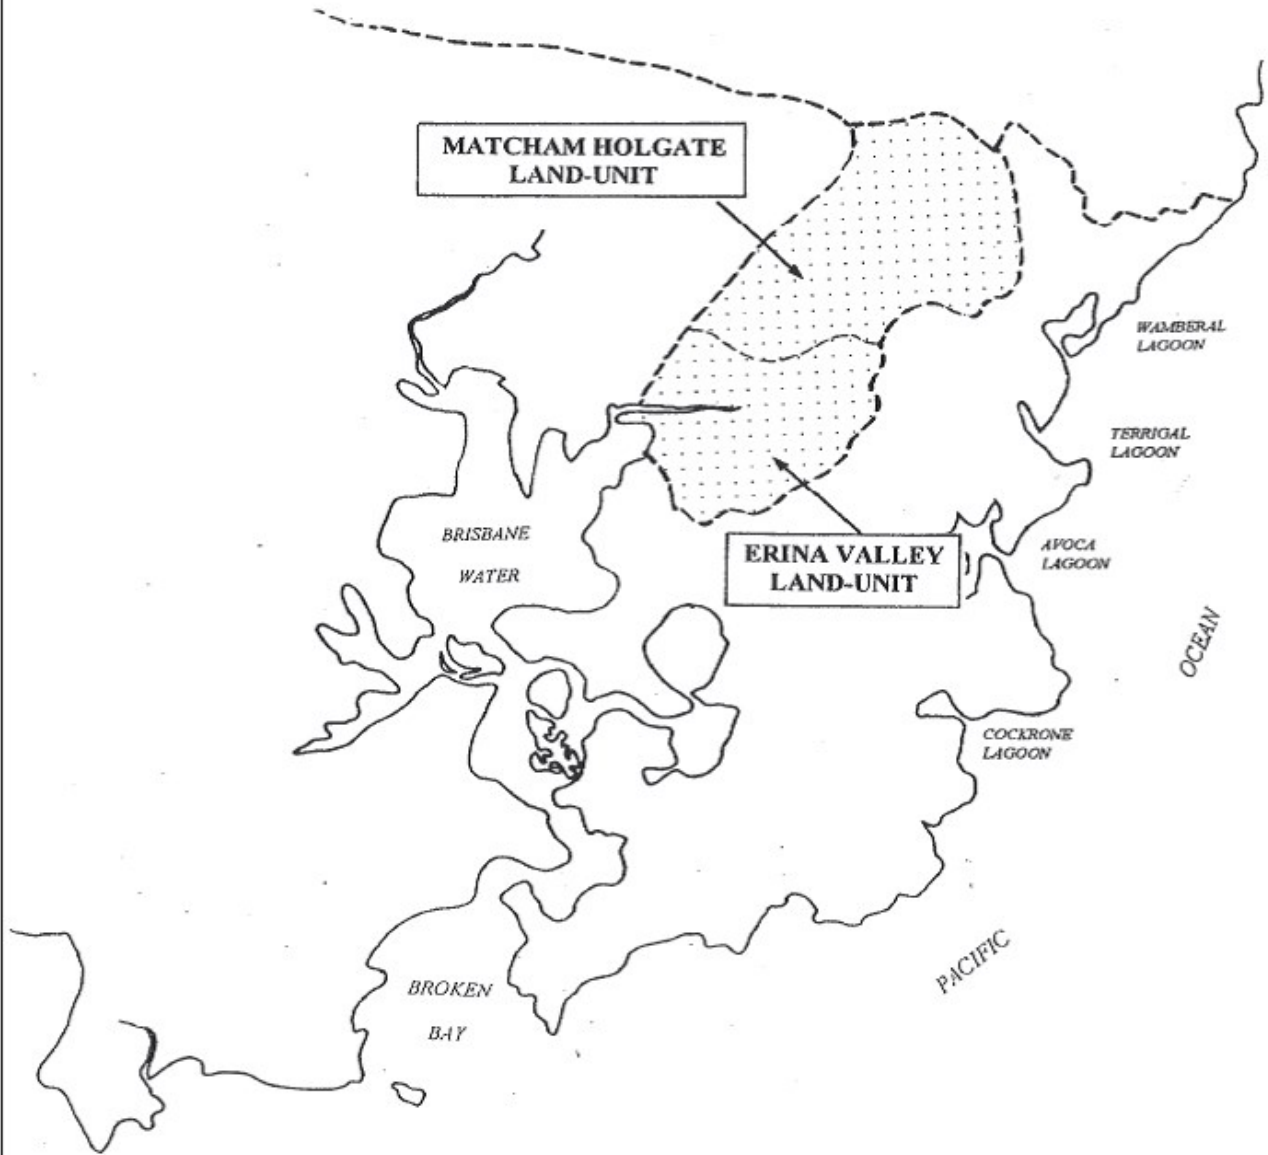 MATCHAM HOLGATE
LAND-UNIT
WAMBERAL
LAGOON
TERRIGAL
LAGOON
BRISBANE
WATER
ERINA VALLEY
LAND-UNIT
AVOCA
LAGOON
OCEAN
COCKRONE
LAGOON
PACIFIC
BROKEN
BAY